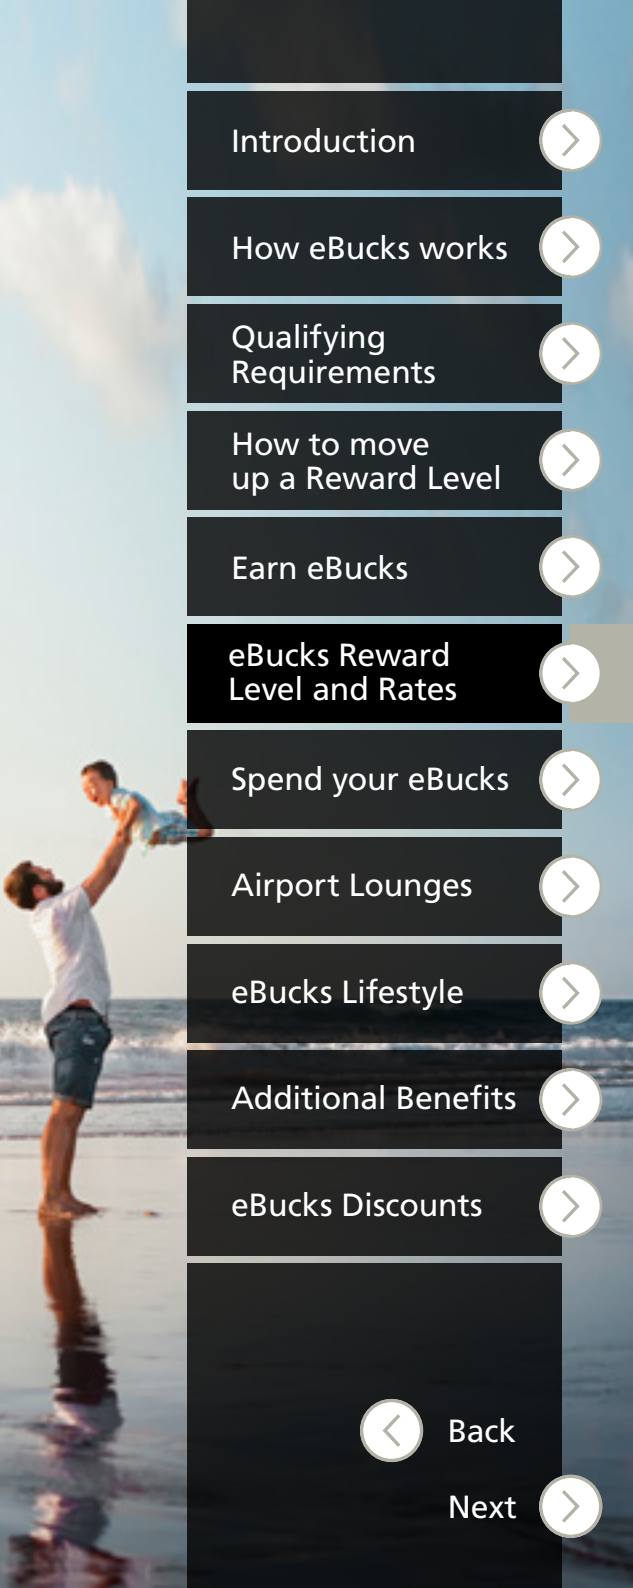 Introduction
How eBucks works
Qualifying
Requirements
How to move
up a Reward Level
Earn eBucks
eBucks Reward
Level and Rates
Spend your eBucks
Airport Lounges
eBucks Lifestyle
Additional Benefits
eBucks Discounts
Back
Next